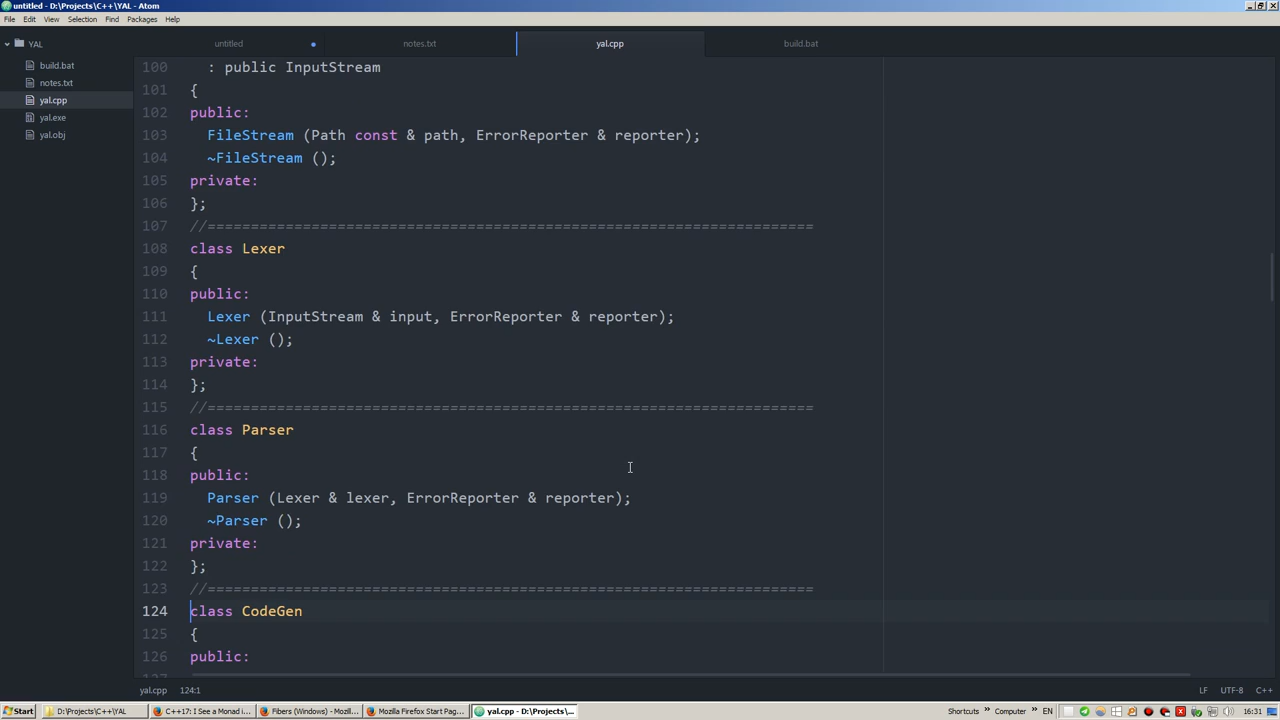 untitled - D:\Projects\C++\YAL - Atom
File Edit View Selection Find Packages Help
YAL
build.bat
notes.txt
yal.cpp
yal.exe
yal.obj
untitled notes.txt yal.cpp build.bat
100 : public InputStream
101 {
102 public:
103 FileStream (Path const & path, ErrorReporter & reporter);
104 ~FileStream ();
105 private:
106 };
107 //======================================================================
108 class Lexer
109 {
110 public:
111 Lexer (InputStream & input, ErrorReporter & reporter);
112 ~Lexer ();
113 private:
114 };
115 //======================================================================
116 class Parser
117 {
118 public:
119 Parser (Lexer & lexer, ErrorReporter & reporter);
120 ~Parser ();
121 private:
122 };
123 //======================================================================
124 class CodeGen
125 {
126 public:
yal.cpp 124:1 LF UTF-8 C++
Start D:\Projects\C++\YAL C++17: I See a Monad i... Fibers (Windows) - Mozill... Mozilla Firefox Start Pag... yal.cpp - D:\Projects\... Shortcuts » Computer » EN 16:31